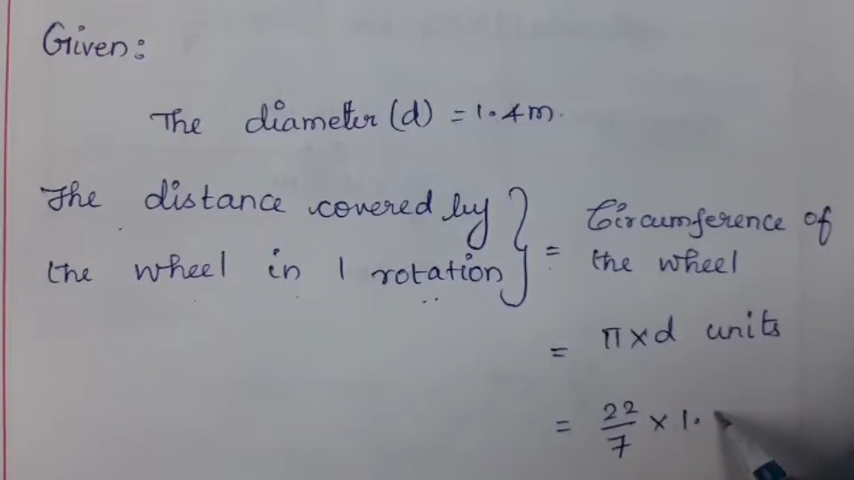 Given:
The diameter (d) = 1.4m.
The distance covered by
the wheel in 1 rotation } = Circumference of
the wheel
= π × d units
= 22/7 × 1.